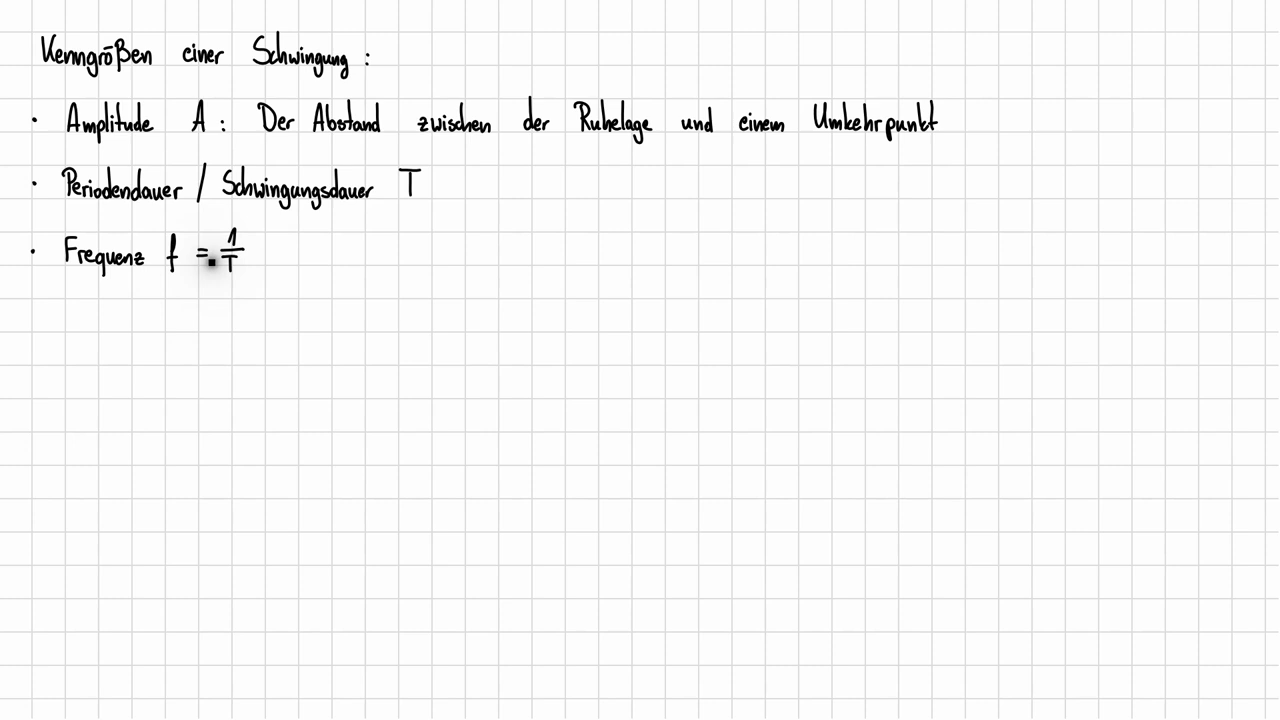 Kenngrößen einer Schwingung :
· Amplitude A : Der Abstand zwischen der Ruhelage und einem Umkehrpunkt
· Periodendauer / Schwingungsdauer T
· Frequenz f = 1/T